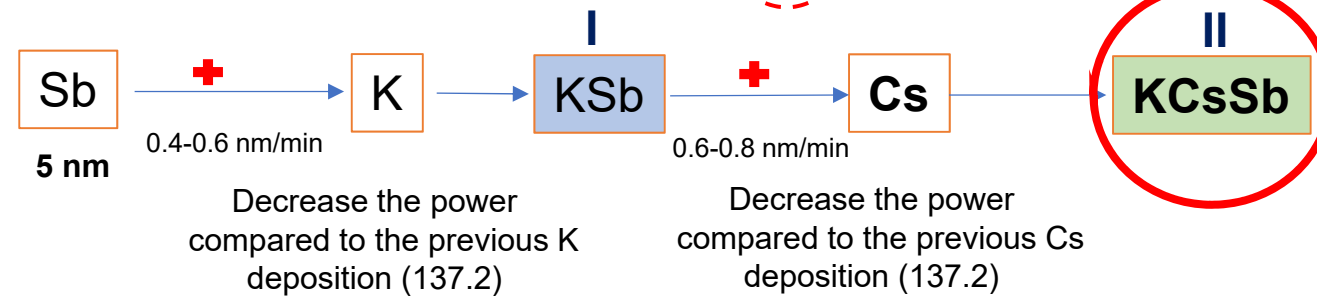 I
II
Sb
K
KSb
Cs
KCsSb
0.4-0.6 nm/min
0.6-0.8 nm/min
5 nm
Decrease the power
compared to the previous K
deposition (137.2)
Decrease the power
compared to the previous Cs
deposition (137.2)